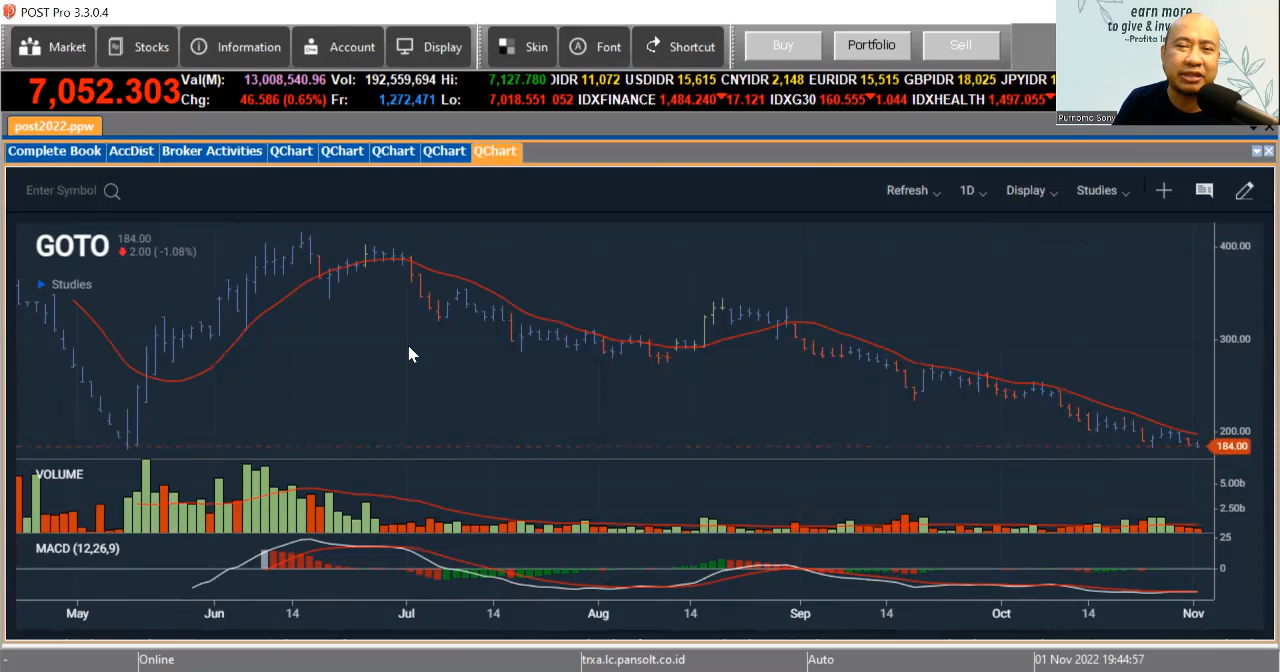 POST Pro 3.3.0.4
earn more
to give & inv
~Profita In
Market Stocks Information Account Display Skin Font Shortcut Buy Portfolio Sell
7,052.303
Val(M): 13,008,540.96 Vol: 192,559,694 Hi: 7,127.780
Chg: 46.586 (0.65%) Fr: 1,272,471 Lo: 7,018.551
IDR 11,072 USDIDR 15,615 CNYIDR 2,148 EURIDR 15,515 GBPIDR 18,025 JPYIDR 1
052 IDXFINANCE 1,484.240 17.121 IDXG30 160.555 1.044 IDXHEALTH 1,497.055
Purnomo Sony
post2022.ppw
Complete Book AccDist Broker Activities QChart QChart QChart QChart QChart
Enter Symbol Refresh 1D Display Studies
GOTO
184.00
2.00 (-1.08%)
Studies
400.00
300.00
200.00
184.00
VOLUME
5.00b
2.50b
MACD (12,26,9)
25
0
May Jun 14 Jul 14 Aug 14 Sep 14 Oct 14 Nov
- Online trxa.lc.pansolt.co.id Auto 01 Nov 2022 19:44:57